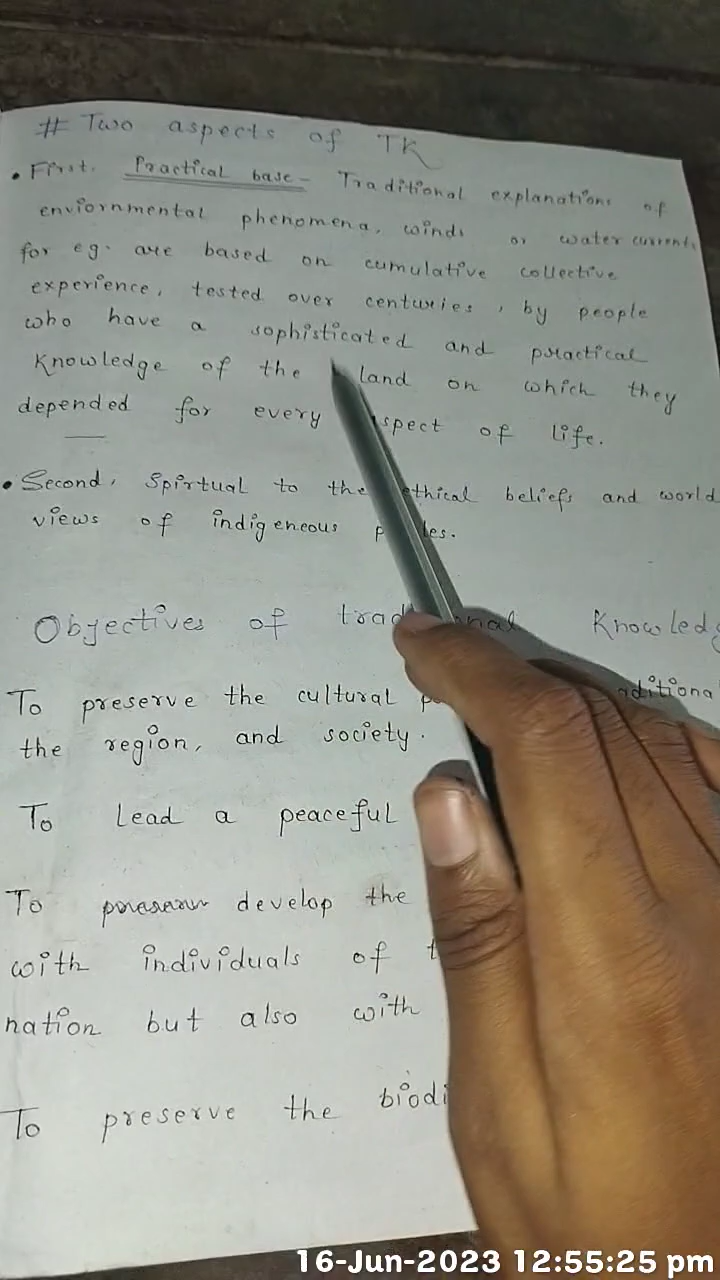 # Two aspects of TK
• First. Practical base - Traditional explanations of
enviornmental phenomena, winds or water currents
for eg. are based on cumulative collective
experience, tested over centuries, by people
who have a sophisticated and practical
Knowledge of the land on which they
depended for every spect of life.
• Second, Spirtual to the ethical beliefs and world
views of indigeneous p les.
Objectives of trad nal Knowledg
To preserve the cultural ditiona
the region, and society.
To Lead a peaceful
To develop the
with individuals of
nation but also with
To preserve the biodi
16-Jun-2023 12:55:25 pm